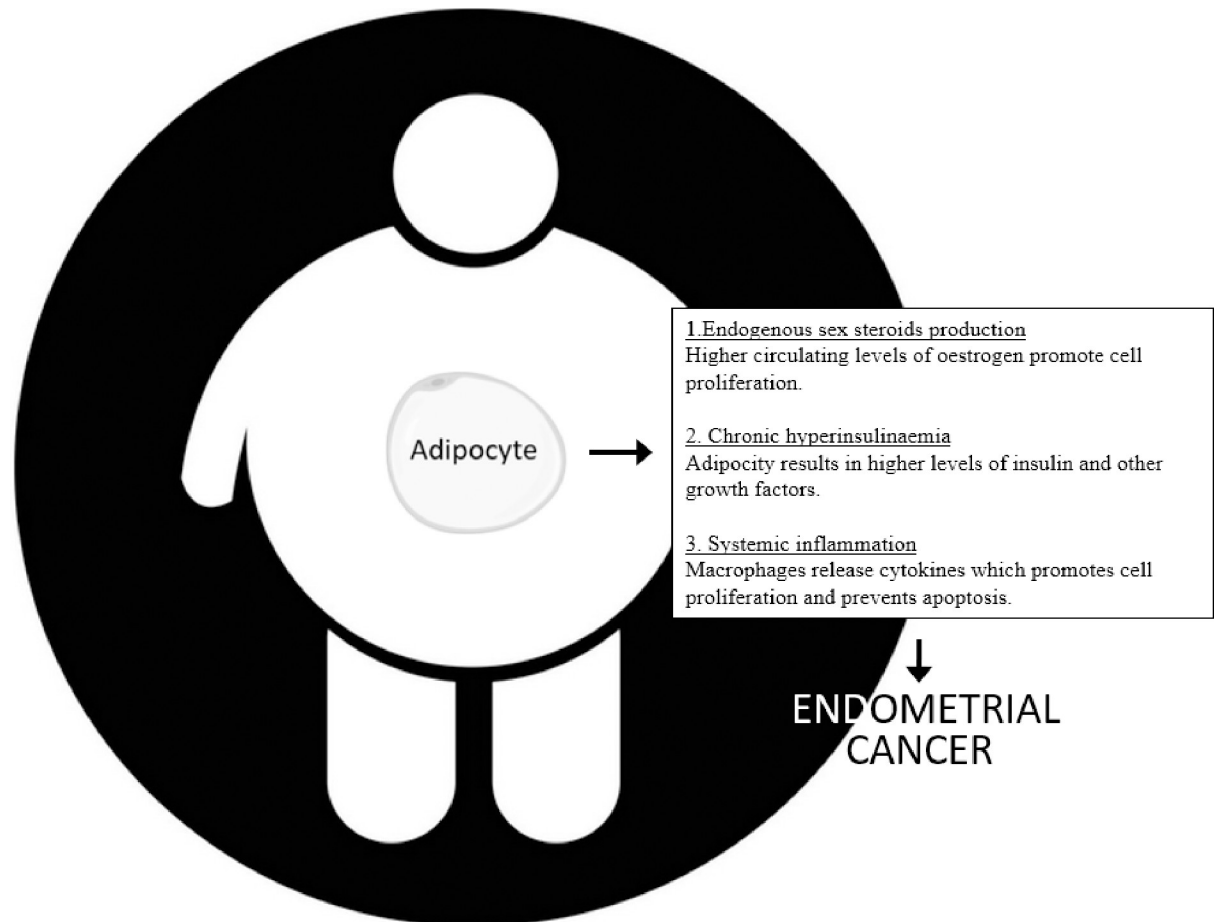 Adipocyte
1.Endogenous sex steroids production
Higher circulating levels of oestrogen promote cell
proliferation.
2. Chronic hyperinsulinaemia
Adipocity results in higher levels of insulin and other
growth factors.
3. Systemic inflammation
Macrophages release cytokines which promotes cell
proliferation and prevents apoptosis.
ENDOMETRIAL
CANCER